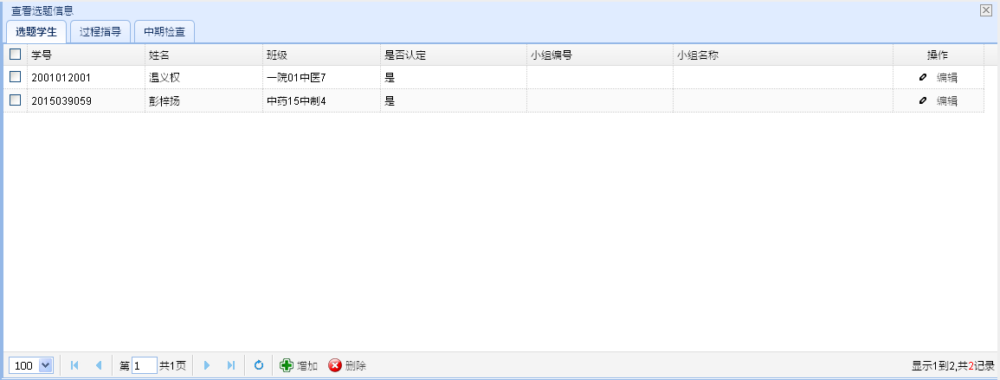 查看选题信息
选题学生 过程指导 中期检查
学号 姓名 班级 是否认定 小组编号 小组名称 操作
2001012001 温义权 一院01中医7 是 编辑
2015039059 彭梓扬 中药15中制4 是 编辑
100 第 1 共1页 增加 删除 显示1到2,共2记录